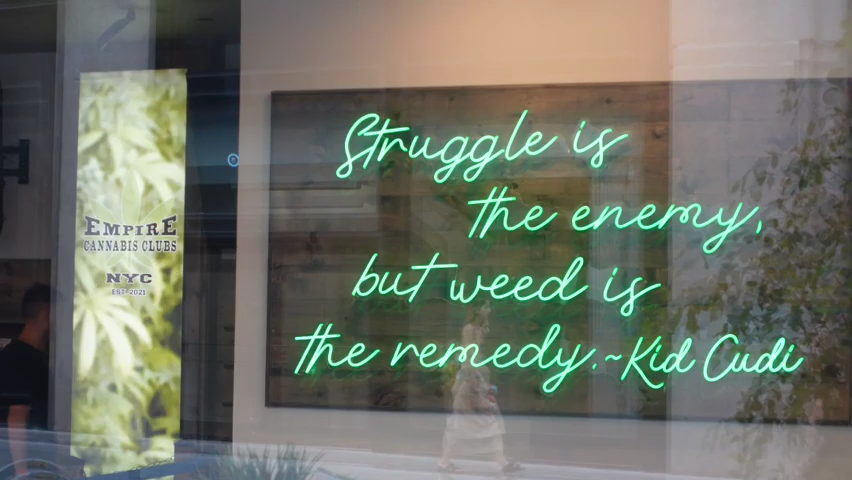 EMPIRE
CANNABIS CLUBS
NYC
EST. 2021
Struggle is
the enemy,
but weed is
the remedy.~Kid Cudi